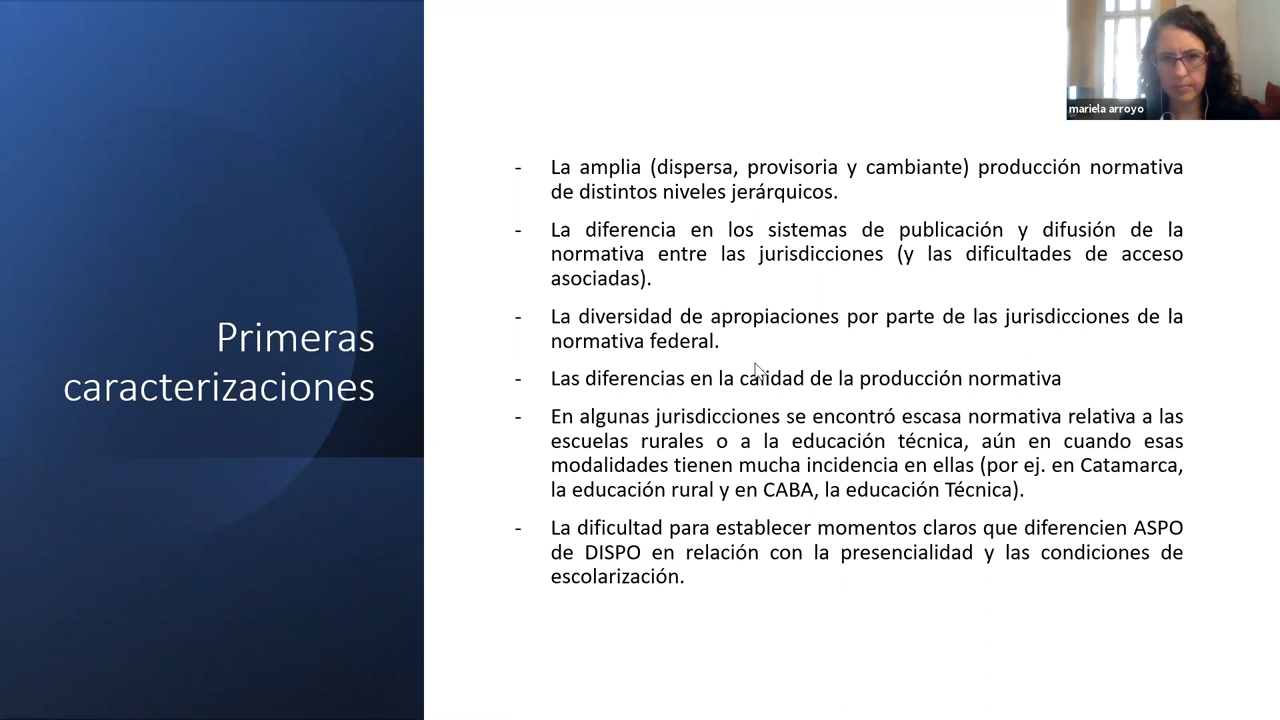 mariela arroyo
Primeras
caracterizaciones
- La amplia (dispersa, provisoria y cambiante) producción normativa
de distintos niveles jerárquicos.
- La diferencia en los sistemas de publicación y difusión de la
normativa entre las jurisdicciones (y las dificultades de acceso
asociadas).
- La diversidad de apropiaciones por parte de las jurisdicciones de la
normativa federal.
- Las diferencias en la calidad de la producción normativa
- En algunas jurisdicciones se encontró escasa normativa relativa a las
escuelas rurales o a la educación técnica, aún en cuando esas
modalidades tienen mucha incidencia en ellas (por ej. en Catamarca,
la educación rural y en CABA, la educación Técnica).
- La dificultad para establecer momentos claros que diferencien ASPO
de DISPO en relación con la presencialidad y las condiciones de
escolarización.